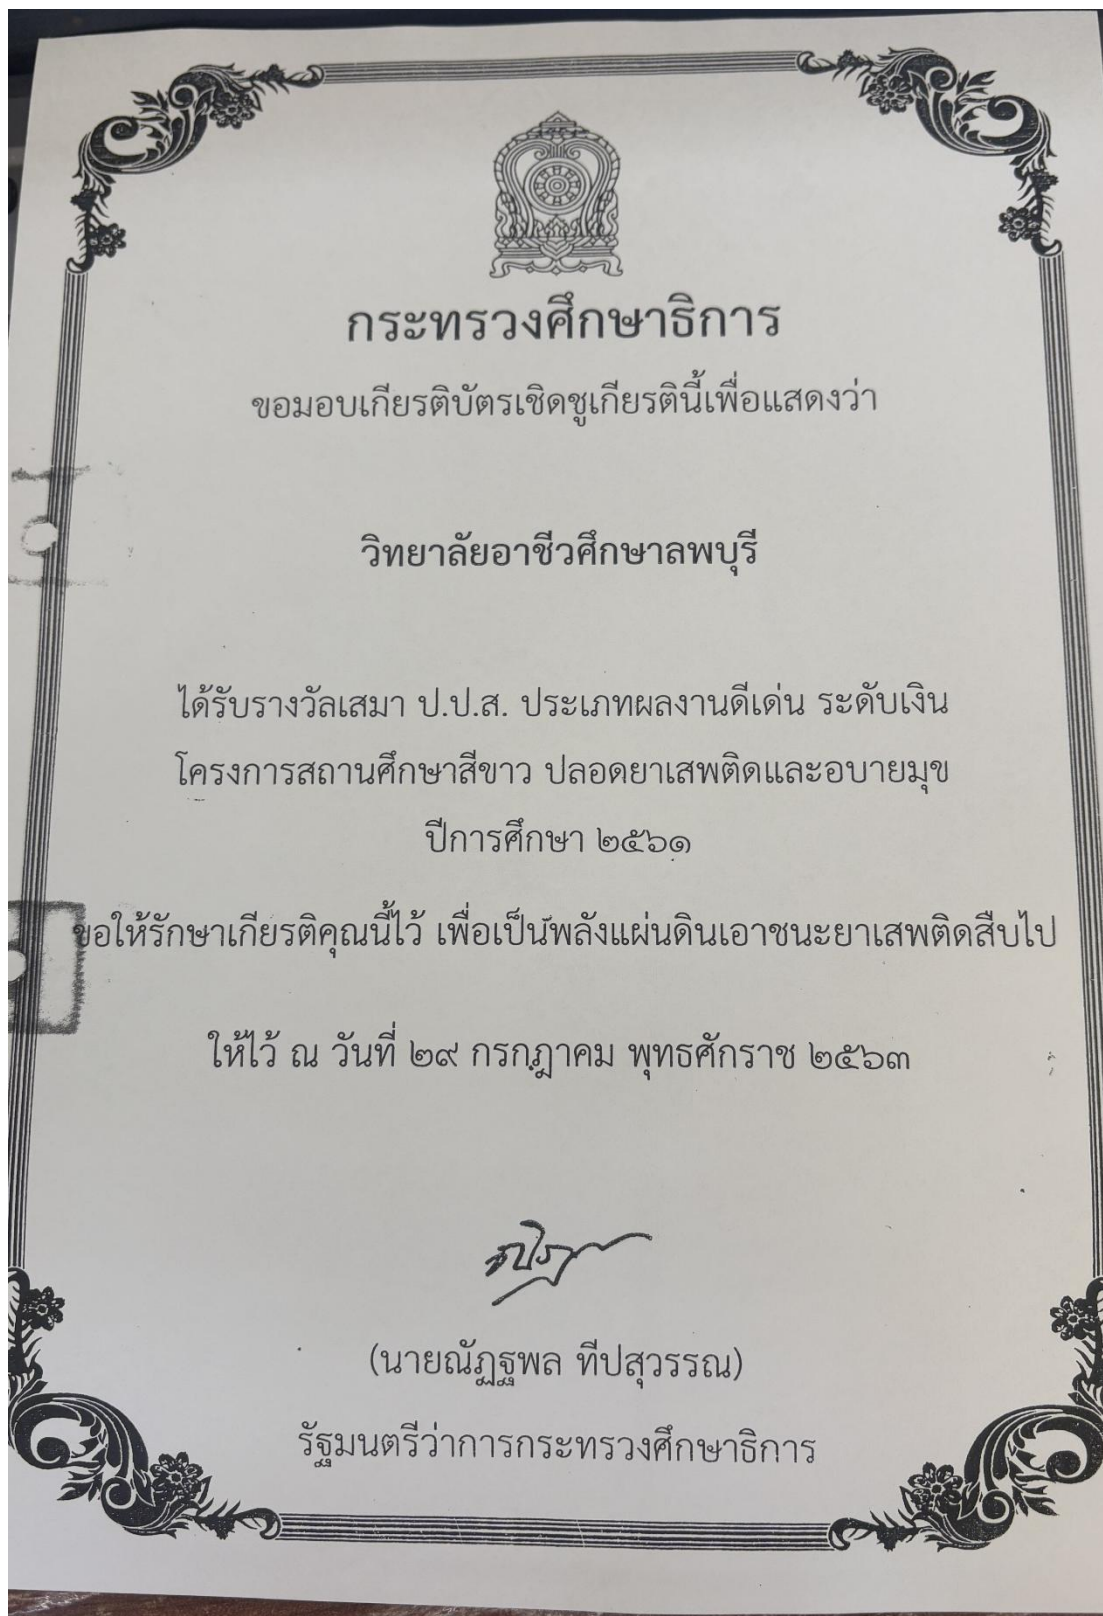 กระทรวงศึกษาธิการ
ขอมอบเกียรติบัตรเชิดชูเกียรตินี้เพื่อแสดงว่า
วิทยาลัยอาชีวศึกษาลพบุรี
ได้รับรางวัลเสมา ป.ป.ส. ประเภทผลงานดีเด่น ระดับเงิน
โครงการสถานศึกษาสีขาว ปลอดยาเสพติดและอบายมุข
ปีการศึกษา ๒๕๖๑
ขอให้รักษาเกียรติคุณนี้ไว้ เพื่อเป็นพลังแผ่นดินเอาชนะยาเสพติดสืบไป
ให้ไว้ ณ วันที่ ๒๙ กรกฎาคม พุทธศักราช ๒๕๖๓
(นายณัฏฐพล ทีปสุวรรณ)
รัฐมนตรีว่าการกระทรวงศึกษาธิการ